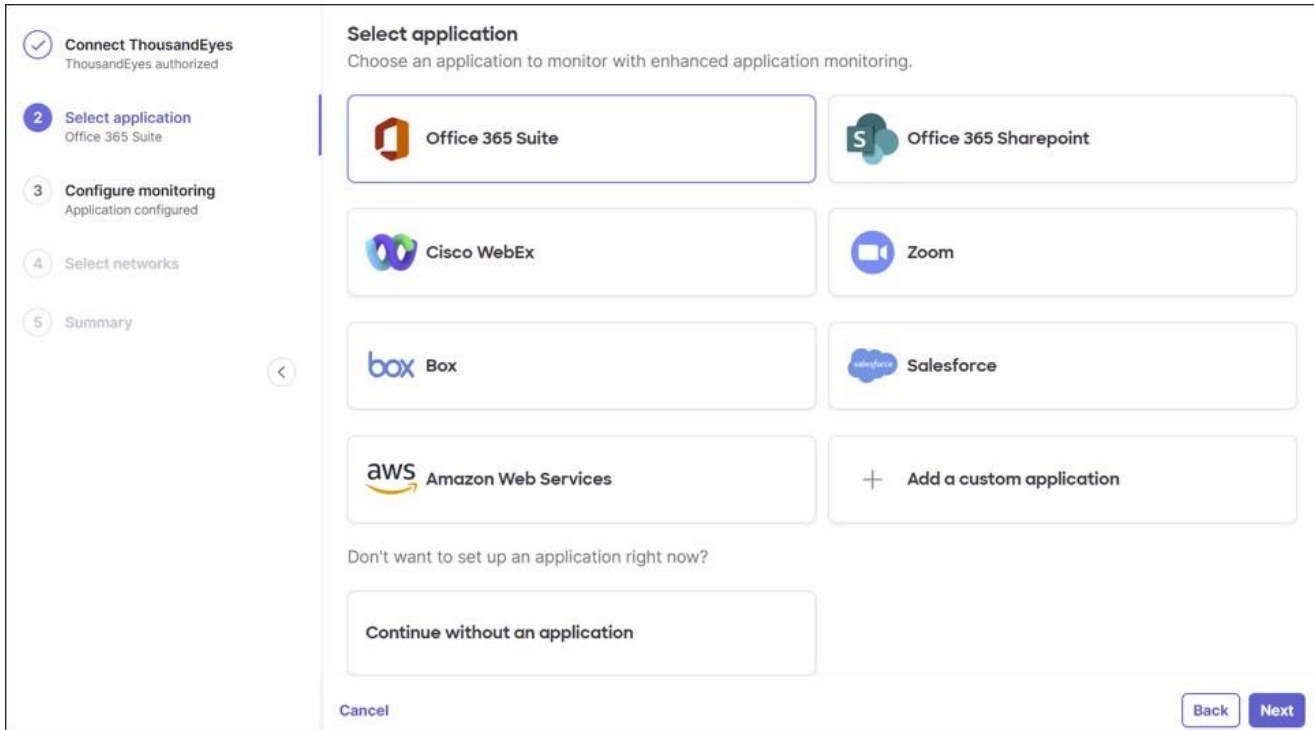 Connect ThousandEyes
ThousandEyes authorized
2
Select application
Office 365 Suite
3
Configure monitoring
Application configured
4
Select networks
5
Summary
Select application
Choose an application to monitor with enhanced application monitoring.
Office 365 Suite
S
Office 365 Sharepoint
Cisco WebEx
Zoom
box
Box
salesforce
Salesforce
aws
Amazon Web Services
Add a custom application
Don't want to set up an application right now?
Continue without an application
Cancel
Back
Next